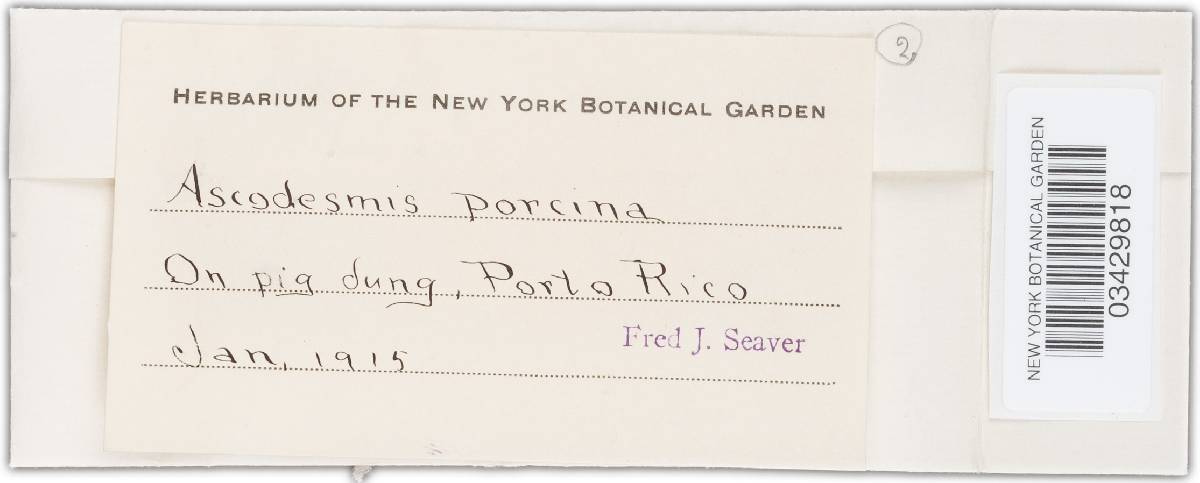 HERBARIUM OF THE NEW YORK BOTANICAL GARDEN
Ascodesmis porcina
On pig dung, Porto Rico
Jan, 1915
Fred J. Seaver
2
NEW YORK BOTANICAL GARDEN
03429818